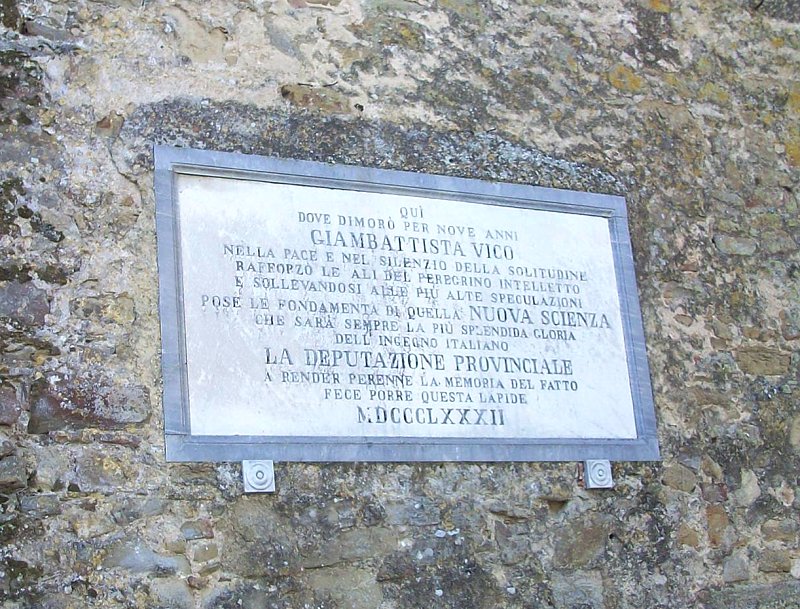 QUÌ
DOVE DIMORÒ PER NOVE ANNI
GIAMBATTISTA VICO
NELLA PACE E NEL SILENZIO DELLA SOLITUDINE
RAFFORZÒ LE ALI DEL PEREGRINO INTELLETTO
E SOLLEVANDOSI ALLE PIÙ ALTE SPECULAZIONI
POSE LE FONDAMENTA DI QUELLA NUOVA SCIENZA
CHE SARÀ SEMPRE LA PIÙ SPLENDIDA GLORIA
DELL'INGEGNO ITALIANO
LA DEPUTAZIONE PROVINCIALE
A RENDER PERENNE LA MEMORIA DEL FATTO
FECE PORRE QUESTA LAPIDE
MDCCCLXXXII